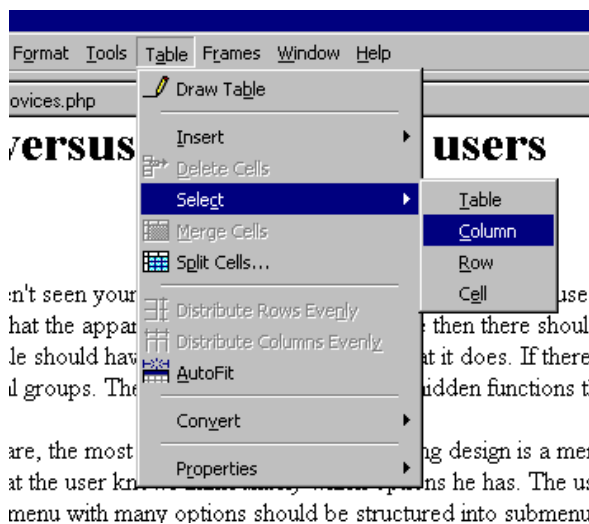 Format Tools Table Frames Window Help
ovices.php
Draw Table
versus users
Insert
Delete Cells
Select
Table
Merge Cells
Column
Split Cells...
Row
Cell
en't seen your use
Distribute Rows Evenly
hat the appar then there shoul
Distribute Columns Evenly
le should hav at it does. If there
AutoFit
l groups. The idden functions t
Convert
are, the most ng design is a me
Properties
at the user kn ns he has. The us
menu with many options should be structured into submenu